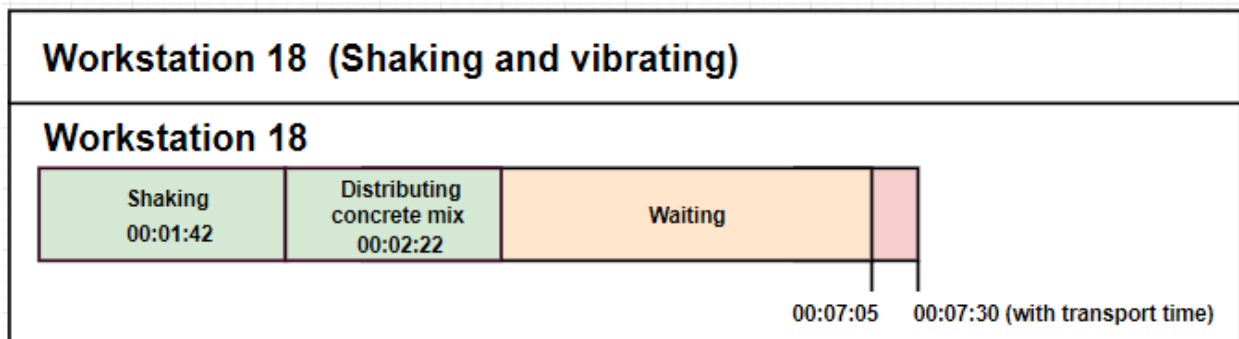 Workstation 18 (Shaking and vibrating)
Workstation 18
Shaking
00:01:42
Distributing
concrete mix
00:02:22
Waiting
00:07:05
00:07:30 (with transport time)